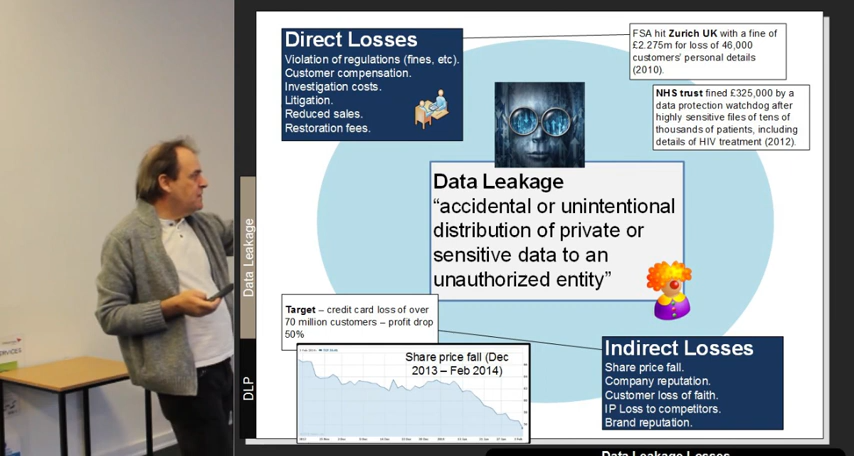 Direct Losses
Violation of regulations (fines, etc).
Customer compensation.
Investigation costs.
Litigation.
Reduced sales.
Restoration fees.
FSA hit Zurich UK with a fine of
£2.275m for loss of 46,000
customers' personal details
(2010).
NHS trust fined £325,000 by a
data protection watchdog after
highly sensitive files of tens of
thousands of patients, including
details of HIV treatment (2012).
Data Leakage
“accidental or unintentional
distribution of private or
sensitive data to an
unauthorized entity”
Data Leakage
DLP
Target – credit card loss of over
70 million customers – profit drop
50%
Share price fall (Dec
2013 – Feb 2014)
Indirect Losses
Share price fall.
Company reputation.
Customer loss of faith.
IP Loss to competitors.
Brand reputation.
Data Leakage Losses